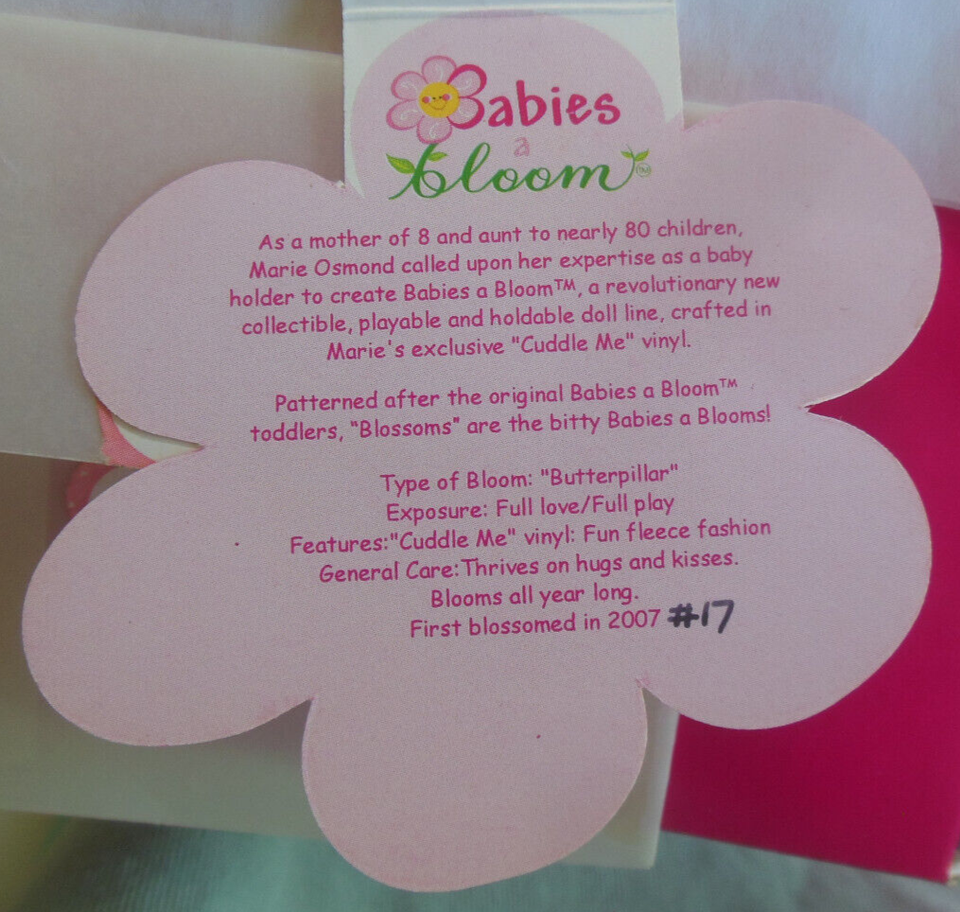 Babies
a
bloom TM
As a mother of 8 and aunt to nearly 80 children,
Marie Osmond called upon her expertise as a baby
holder to create Babies a Bloom™, a revolutionary new
collectible, playable and holdable doll line, crafted in
Marie's exclusive "Cuddle Me" vinyl.
Patterned after the original Babies a Bloom™
toddlers, "Blossoms" are the bitty Babies a Blooms!
Type of Bloom: "Butterpillar"
Exposure: Full love/Full play
Features:"Cuddle Me" vinyl: Fun fleece fashion
General Care:Thrives on hugs and kisses.
Blooms all year long.
First blossomed in 2007 #17